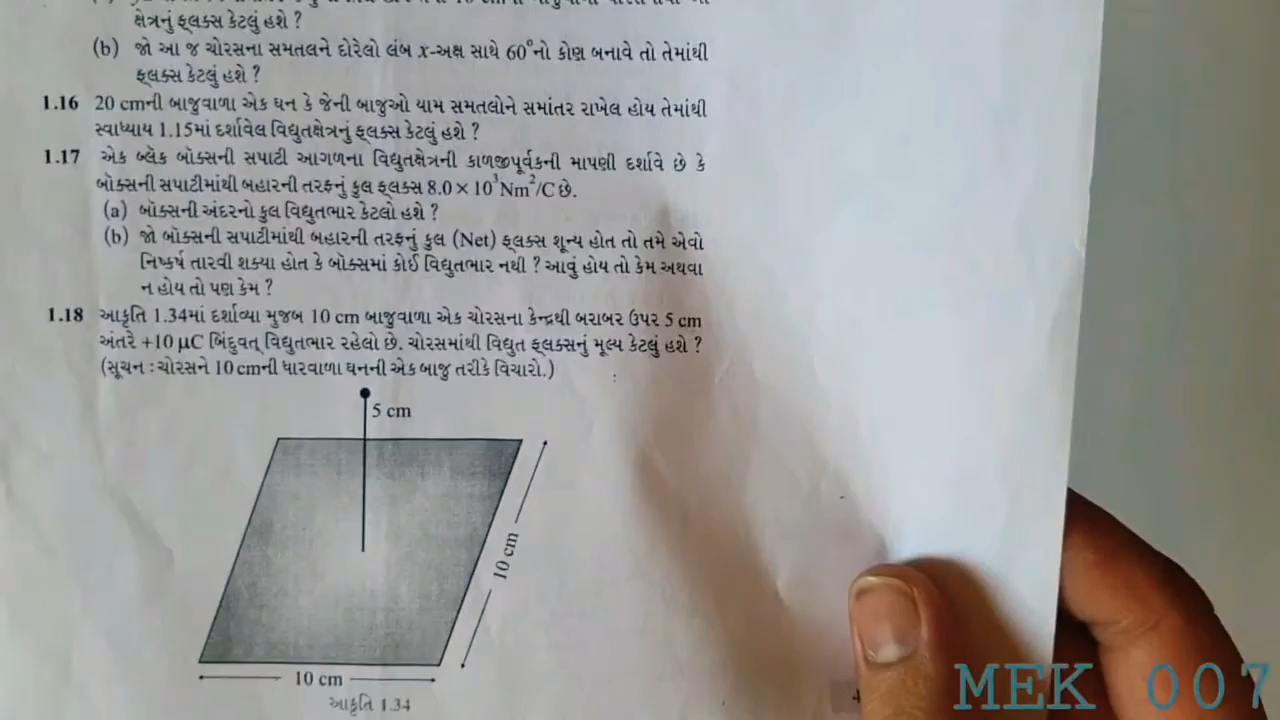 ક્ષેત્રનું ફ્લક્સ કેટલું હશે ?
(b) જો આ જ ચોરસના સમતલને દોરેલો લંબ x-અક્ષ સાથે 60°નો કોણ બનાવે તો તેમાંથી
ફ્લક્સ કેટલું હશે ?
1.16 20 cmની બાજુવાળા એક ઘન કે જેની બાજુઓ યામ સમતલોને સમાંતર રાખેલ હોય તેમાંથી
સ્વાધ્યાય 1.15માં દર્શાવેલ વિદ્યુતક્ષેત્રનું ફ્લક્સ કેટલું હશે ?
1.17 એક બ્લૅક બૉક્સની સપાટી આગળના વિદ્યુતક્ષેત્રની કાળજીપૂર્વકની માપણી દર્શાવે છે કે
બૉક્સની સપાટીમાંથી બહારની તરફનું કુલ ફ્લક્સ 8.0 × 10³ Nm²/C છે.
(a) બૉક્સની અંદરનો કુલ વિદ્યુતભાર કેટલો હશે ?
(b) જો બૉક્સની સપાટીમાંથી બહારની તરફનું કુલ (Net) ફ્લક્સ શૂન્ય હોત તો તમે એવો
નિષ્કર્ષ તારવી શક્યા હોત કે બૉક્સમાં કોઈ વિદ્યુતભાર નથી ? આવું હોય તો કેમ અથવા
ન હોય તો પણ કેમ ?
1.18 આકૃતિ 1.34માં દર્શાવ્યા મુજબ 10 cm બાજુવાળા એક ચોરસના કેન્દ્રથી બરાબર ઉપર 5 cm
અંતરે +10 μC બિંદુવત્ વિદ્યુતભાર રહેલો છે. ચોરસમાંથી વિદ્યુત ફ્લક્સનું મૂલ્ય કેટલું હશે ?
(સૂચન : ચોરસને 10 cmની ધારવાળા ઘનની એક બાજુ તરીકે વિચારો.)
5 cm
10 cm
10 cm
આકૃતિ 1.34
MEK 007